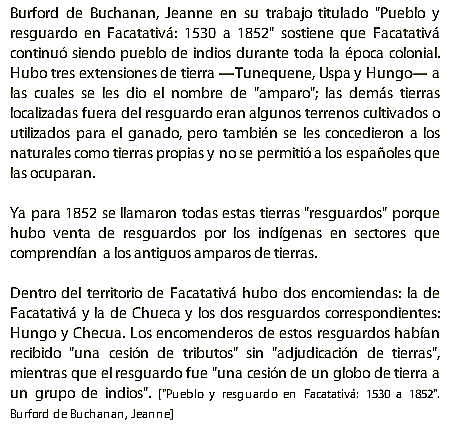 Burford de Buchanan, Jeanne en su trabajo titulado "Pueblo y
resguardo en Facatativá: 1530 a 1852" sostiene que Facatativá
continuó siendo pueblo de indios durante toda la época colonial.
Hubo tres extensiones de tierra —Tunequene, Uspa y Hungo— a
las cuales se les dio el nombre de "amparo"; las demás tierras
localizadas fuera del resguardo eran algunos terrenos cultivados o
utilizados para el ganado, pero también se les concedieron a los
naturales como tierras propias y no se permitió a los españoles que
las ocuparan.

Ya para 1852 se llamaron todas estas tierras "resguardos" porque
hubo venta de resguardos por los indígenas en sectores que
comprendían a los antiguos amparos de tierras.

Dentro del territorio de Facatativá hubo dos encomiendas: la de
Facatativá y la de Chueca y los dos resguardos correspondientes:
Hungo y Checua. Los encomenderos de estos resguardos habían
recibido "una cesión de tributos" sin "adjudicación de tierras",
mientras que el resguardo fue "una cesión de un globo de tierra a
un grupo de indios". ["Pueblo y resguardo en Facatativá: 1530 a 1852".
Burford de Buchanan, Jeanne]